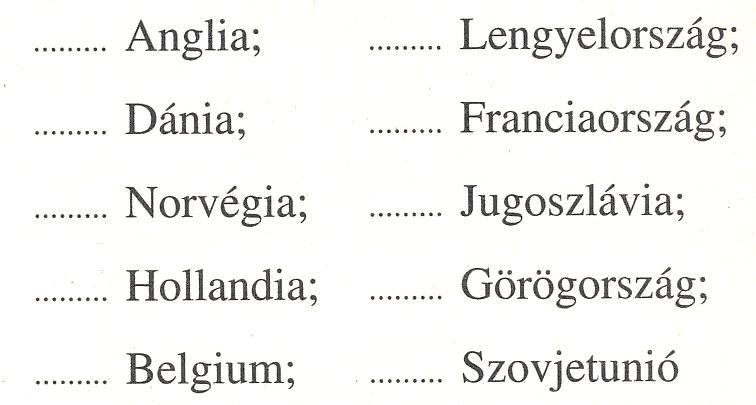 ......... Anglia;
......... Dánia;
......... Norvégia;
......... Hollandia;
......... Belgium;
......... Lengyelország;
......... Franciaország;
......... Jugoszlávia;
......... Görögország;
......... Szovjetunió